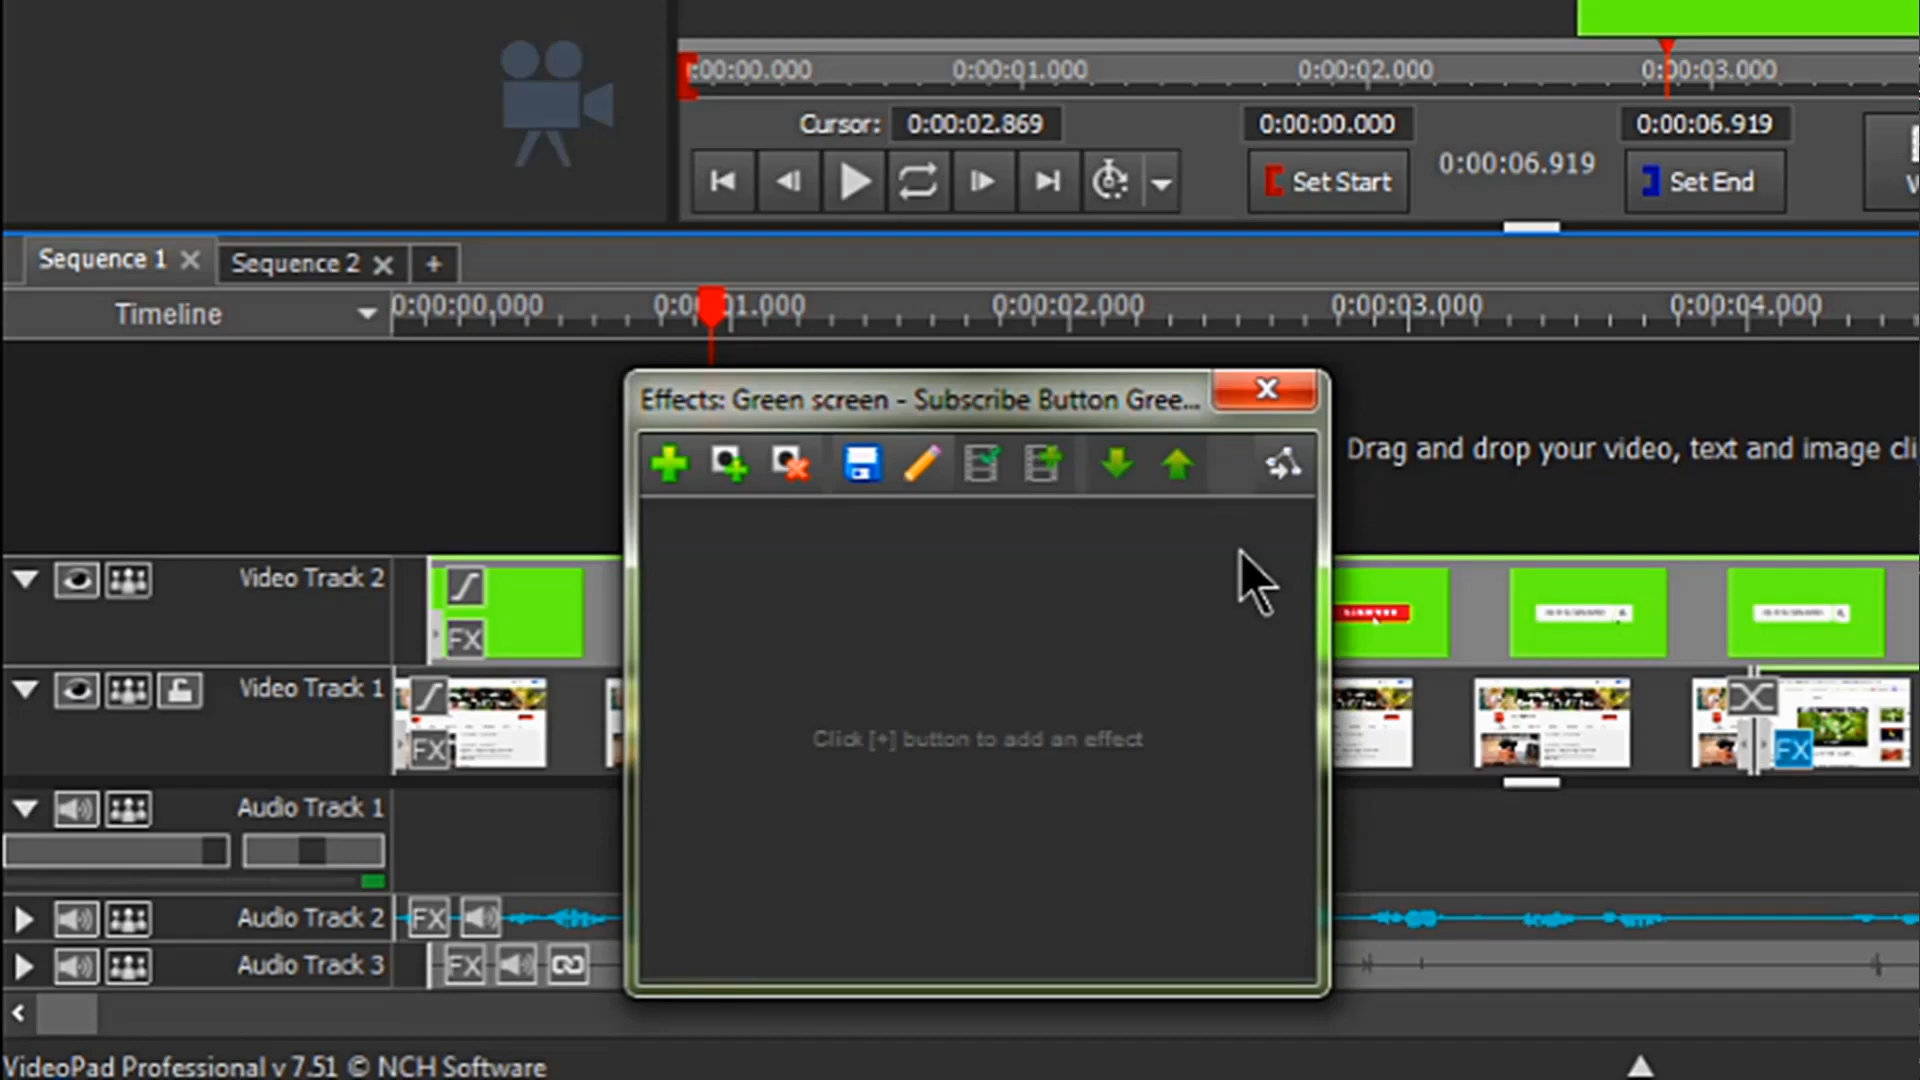 0:00:00.000 0:00:01.000 0:00:02.000 0:00:03.000
Cursor: 0:00:02.869 0:00:00.000 0:00:06.919
Set Start 0:00:06.919 Set End
Sequence 1 Sequence 2 +
Timeline 0:00:00.000 0:00:01.000 0:00:02.000 0:00:03.000 0:00:04.000
Effects: Green screen - Subscribe Button Gree...
Drag and drop your video, text and image cli
Video Track 2
FX
Video Track 1
FX FX
Click [+] button to add an effect
Audio Track 1
Audio Track 2 FX
Audio Track 3 FX
VideoPad Professional v 7.51 © NCH Software